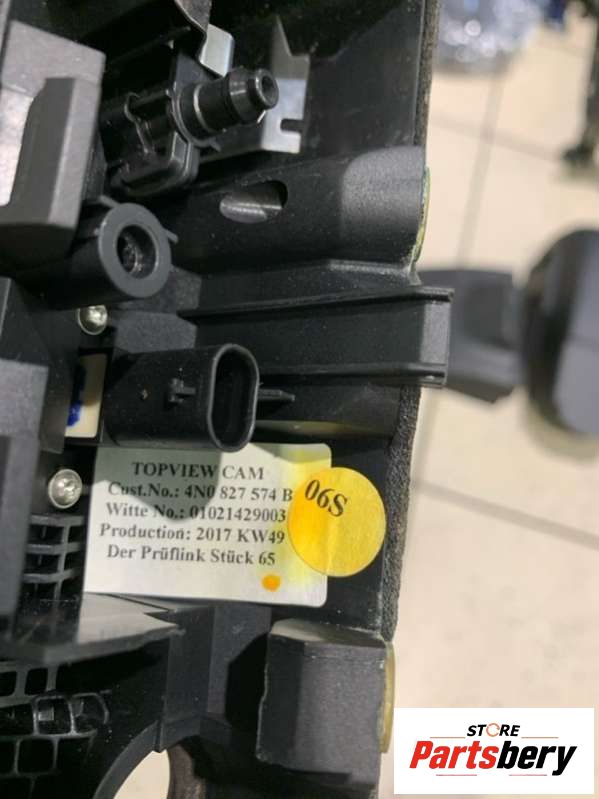 TOPVIEW CAM
Cust.No.: 4N0 827 574 B
Witte No.: 01021429003
Production: 2017 KW49
Der Prüflink Stück 65
06S
STORE
Partsbery